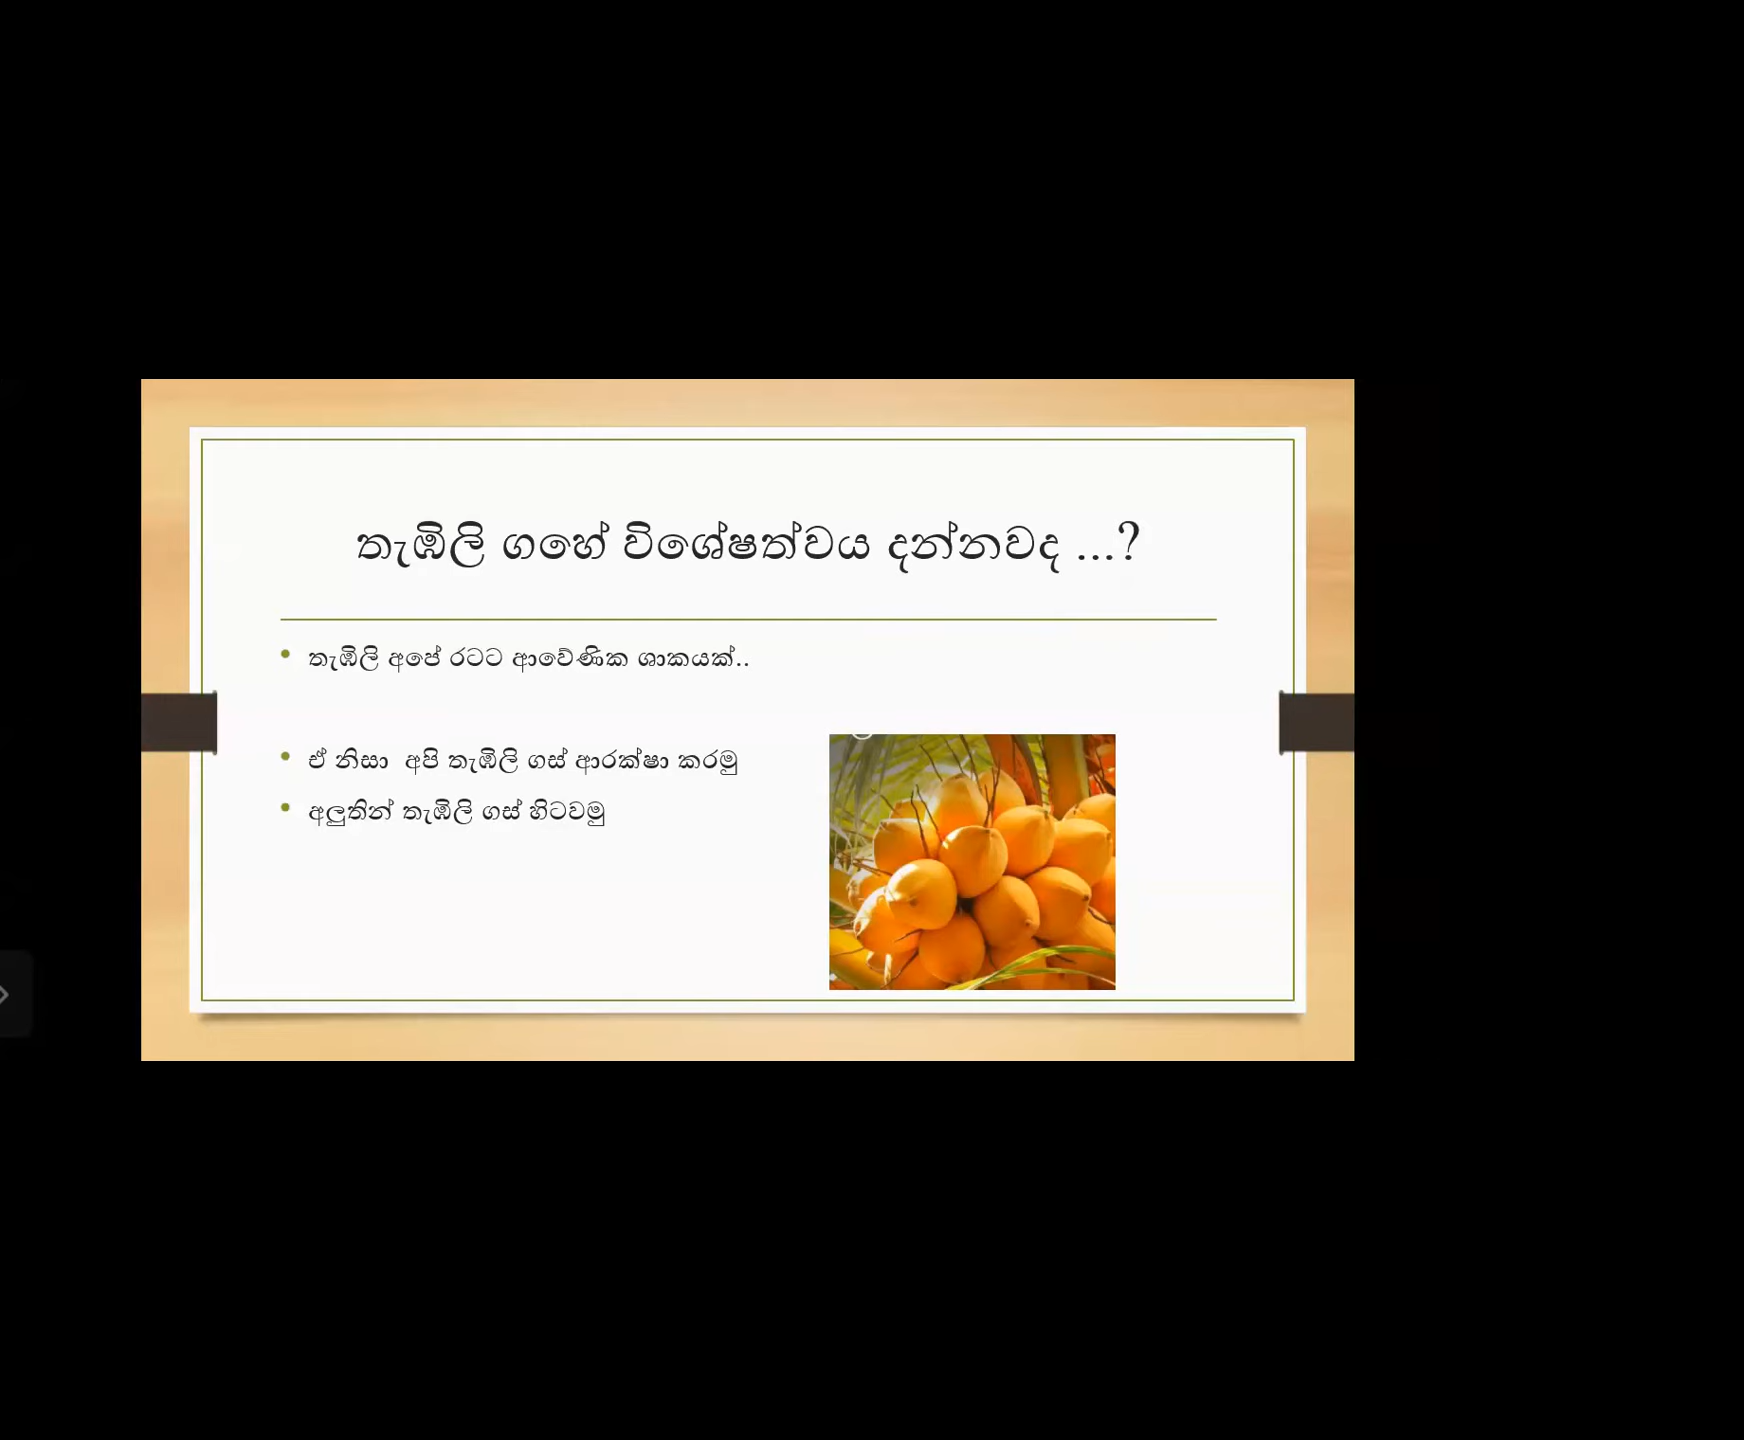 තැඹිලි ගහේ විශේෂත්වය දන්නවද ...?
• තැඹිලි අපේ රටට ආවේණික ශාකයක්..
• ඒ නිසා  අපි තැඹිලි ගස් ආරක්ෂා කරමු
• අලුතින් තැඹිලි ගස් හිටවමු